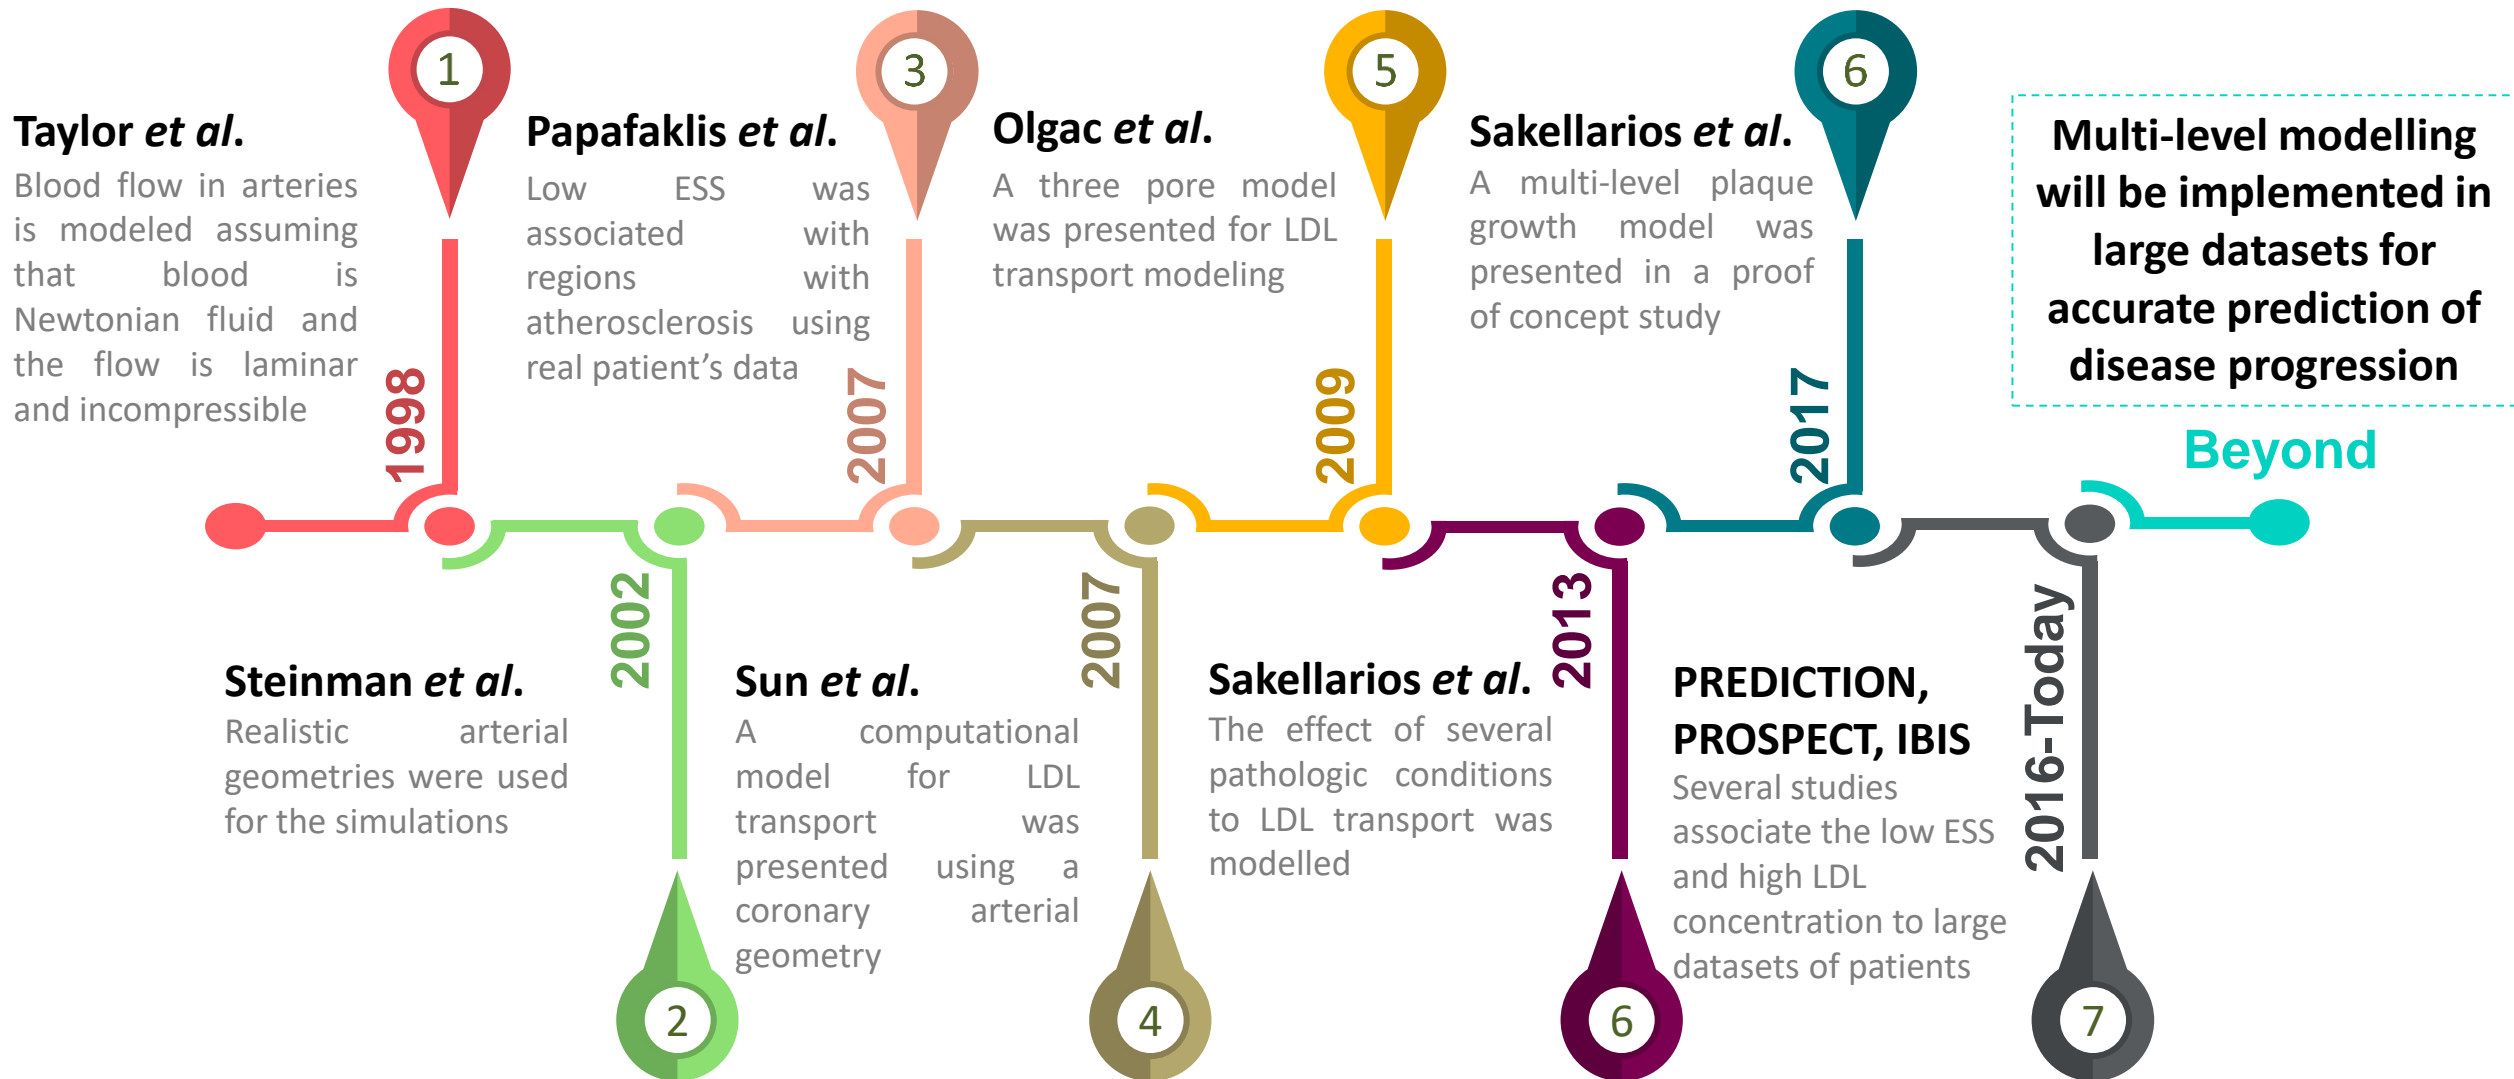 1
Taylor et al.
Blood flow in arteries
is modeled assuming
that blood is
Newtonian fluid and
the flow is laminar
and incompressible
1998
Steinman et al.
Realistic arterial
geometries were used
for the simulations
2002
2
3
Papafaklis et al.
Low ESS was
associated with
regions with
atherosclerosis using
real patient’s data
2007
Sun et al.
A computational
model for LDL
transport was
presented using a
coronary arterial
geometry
2007
4
5
Olgac et al.
A three pore model
was presented for LDL
transport modeling
2009
Sakellarios et al.
The effect of several
pathologic conditions
to LDL transport was
modelled
2013
6
6
Sakellarios et al.
A multi-level plaque
growth model was
presented in a proof
of concept study
2017
PREDICTION,
PROSPECT, IBIS
Several studies
associate the low ESS
and high LDL
concentration to large
datasets of patients
2016-Today
7
Multi-level modelling
will be implemented in
large datasets for
accurate prediction of
disease progression
Beyond